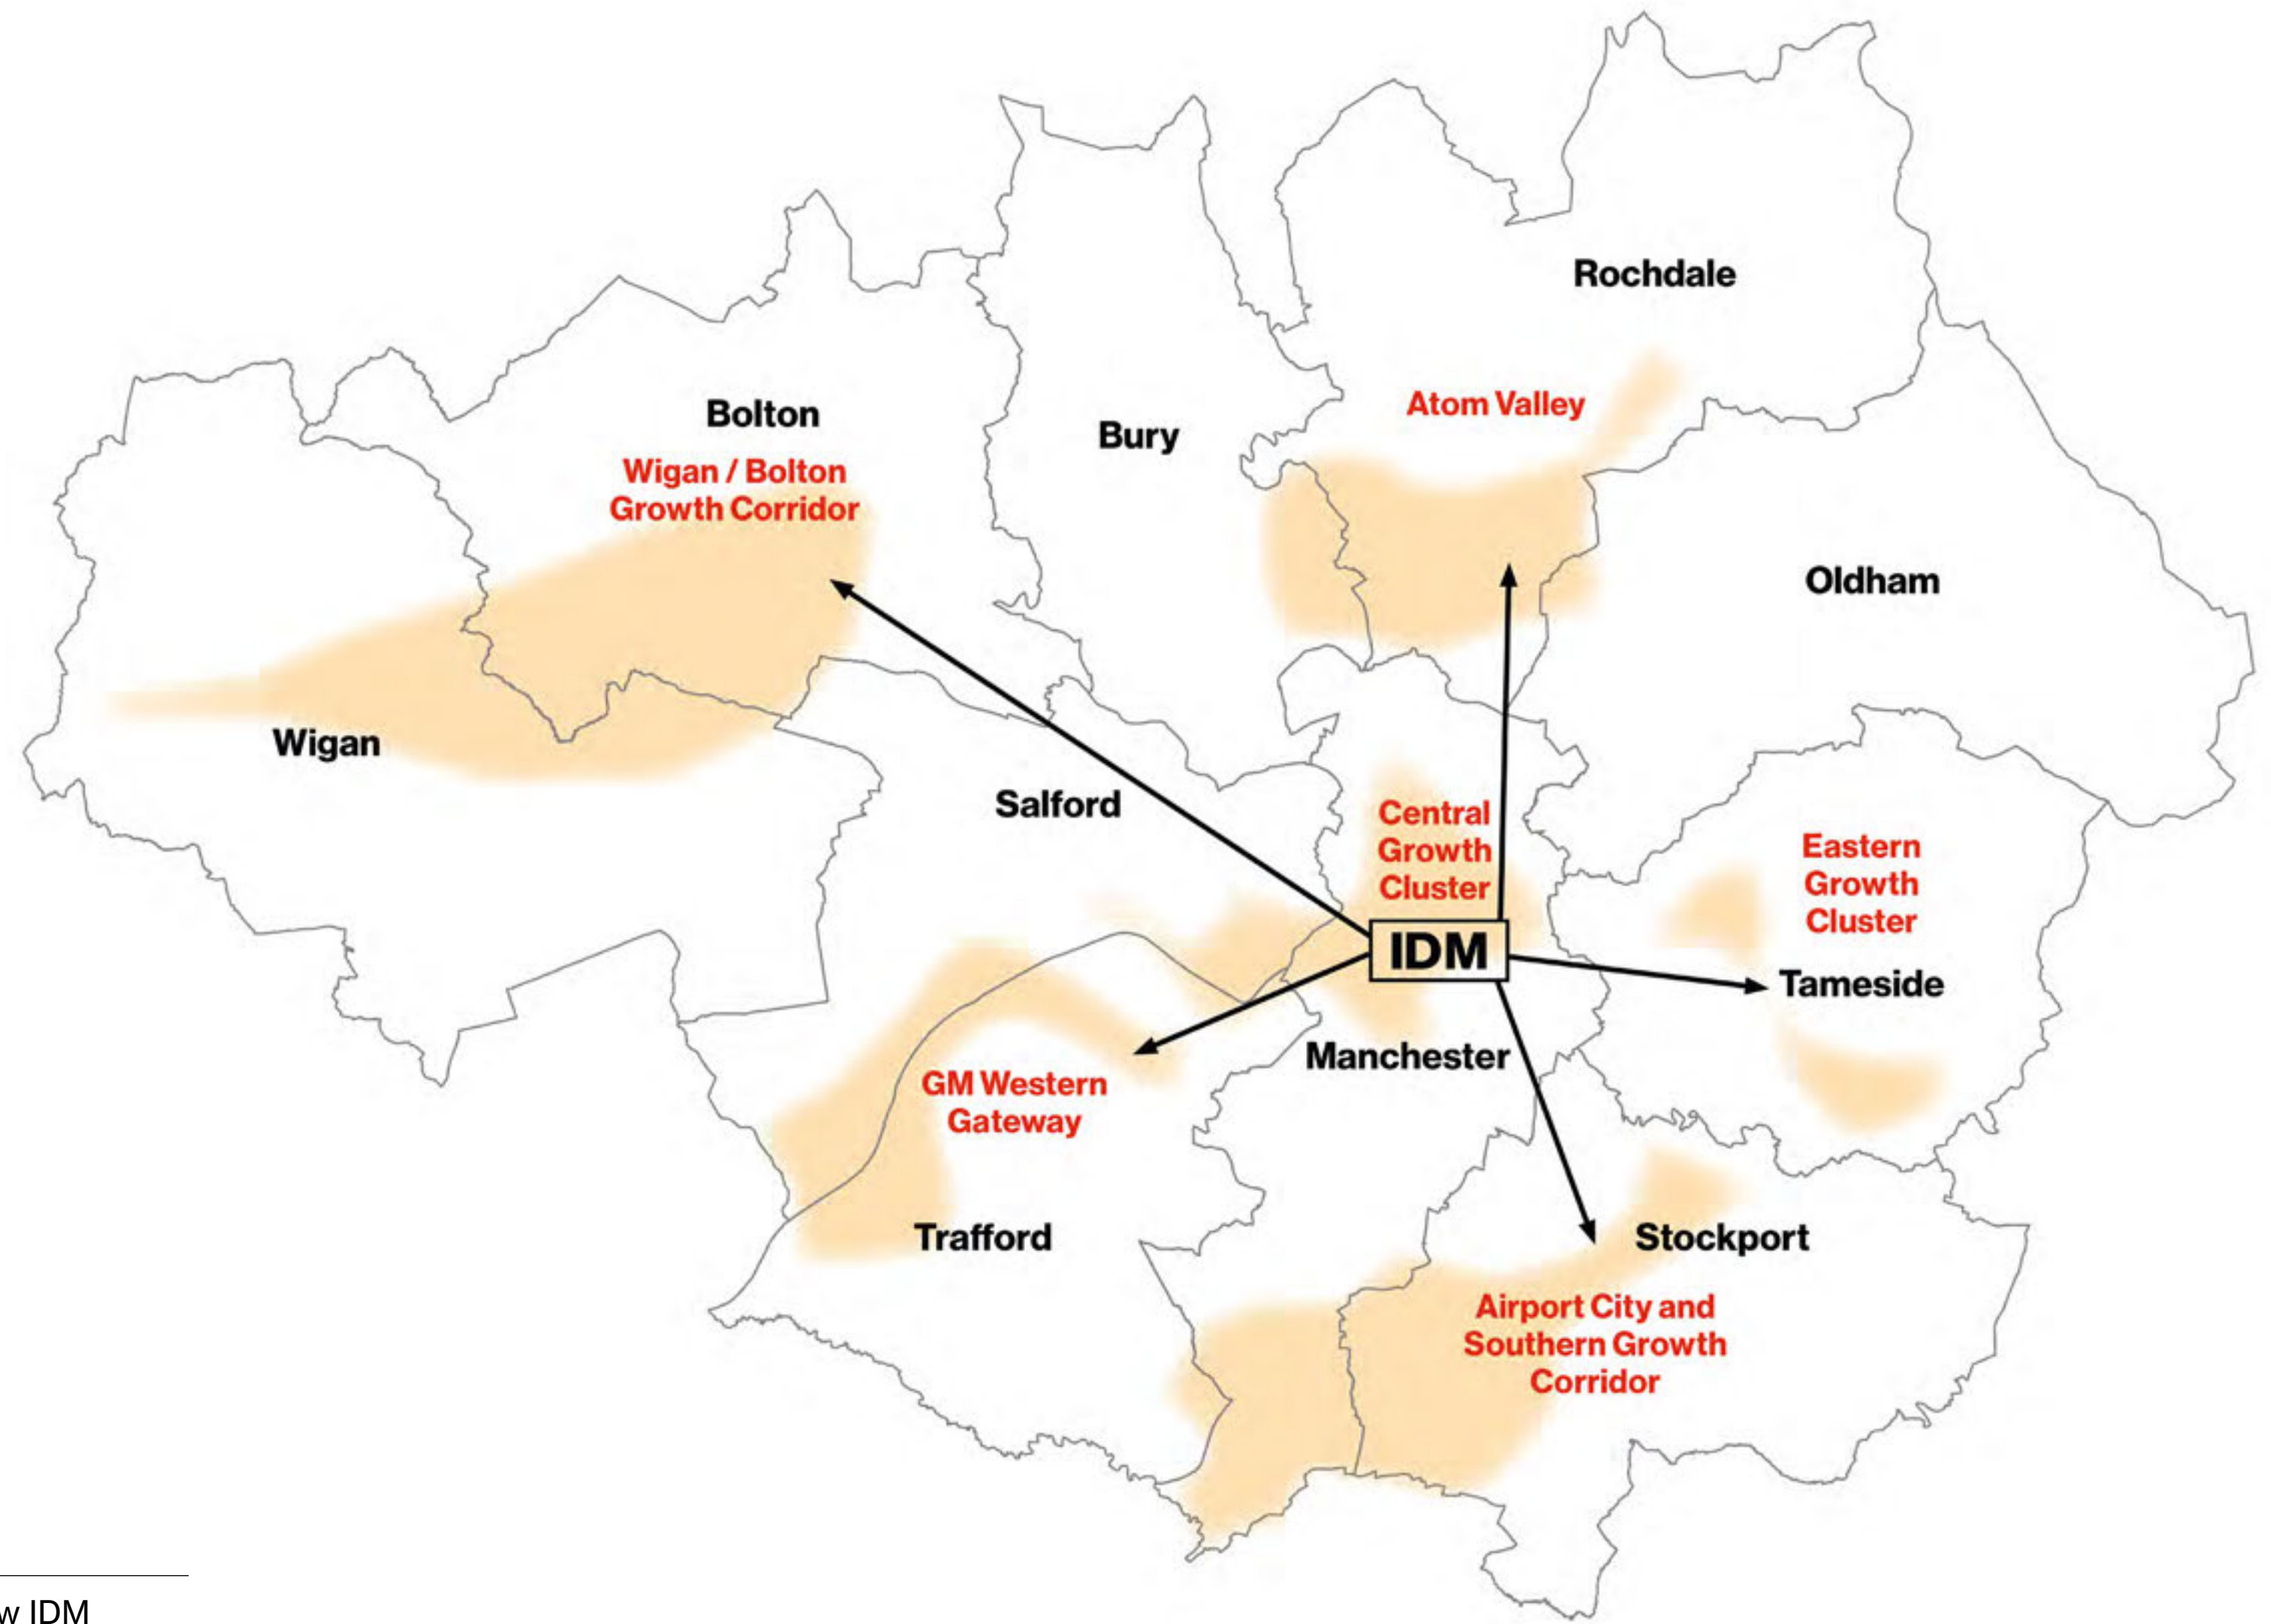 Rochdale
Atom Valley
Bolton
Bury
Wigan / Bolton
Growth Corridor
Oldham
Wigan
Salford
Central
Growth
Cluster
Eastern
Growth
Cluster
IDM
Tameside
Manchester
GM Western
Gateway
Trafford
Stockport
Airport City and
Southern Growth
Corridor
IDM